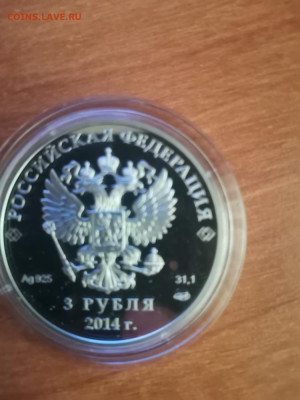 COINS.LAVE.RU
РОССИЙСКАЯ ФЕДЕРАЦИЯ
Ag 925
31,1
3 РУБЛЯ
2014 г.